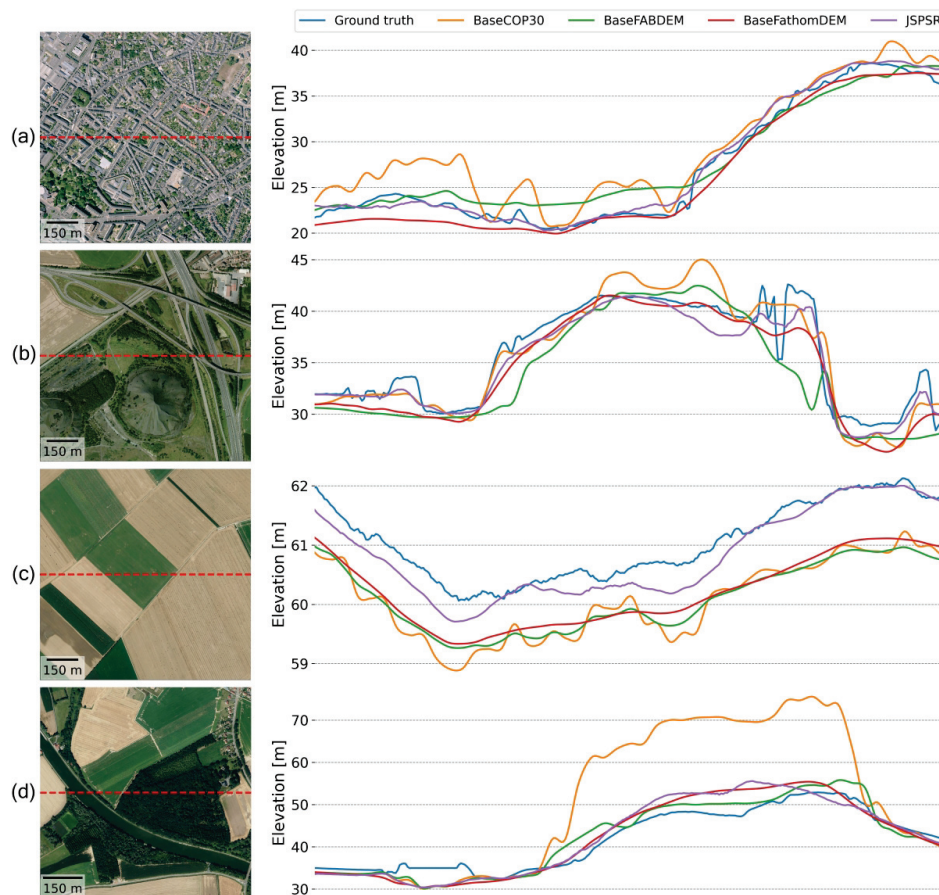 Ground truth BaseCOP30 BaseFABDEM BaseFathomDEM JSPSR
(a)
150 m
Elevation [m]
40
35
30
25
20
(b)
150 m
Elevation [m]
45
40
35
30
(c)
150 m
Elevation [m]
62
61
60
59
(d)
150 m
Elevation [m]
70
60
50
40
30